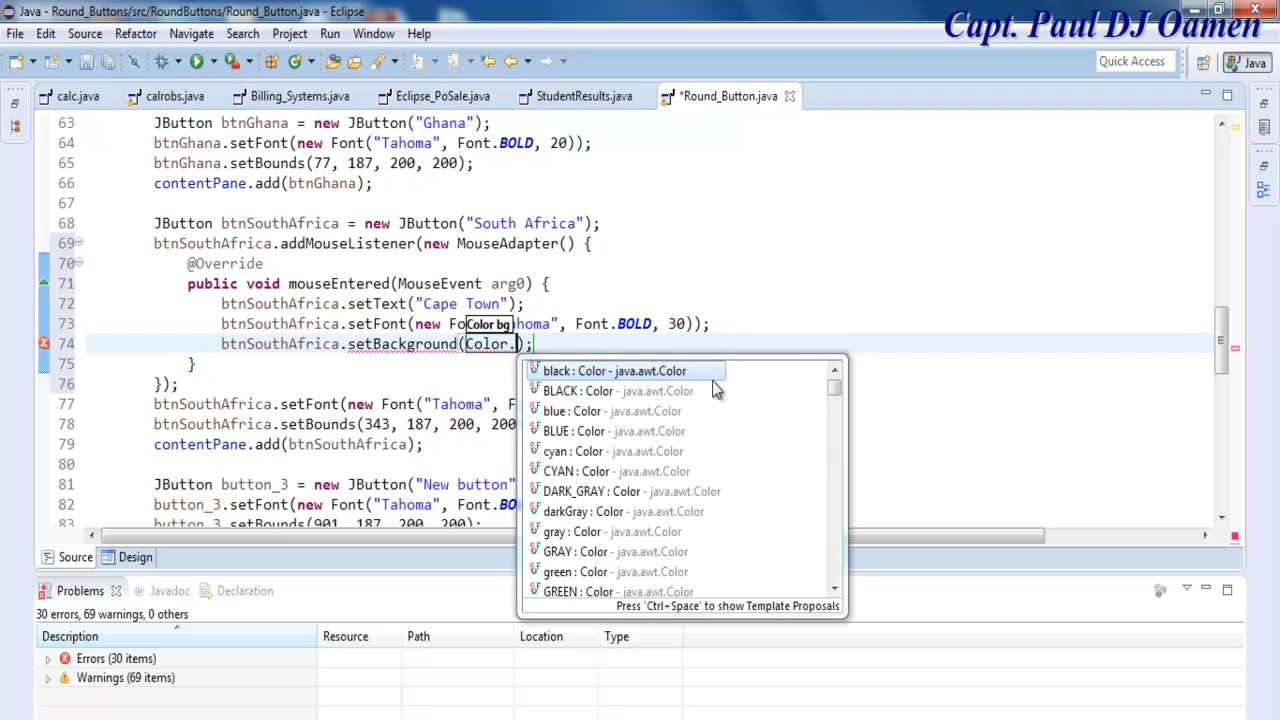 Java - Round_Buttons/src/RoundButtons/Round_Button.java - Eclipse
Capt. Paul DJ Oamen
File Edit Source Refactor Navigate Search Project Run Window Help
Quick Access
Java
calc.java calrobs.java Billing_Systems.java Eclipse_PoSale.java StudentResults.java *Round_Button.java
63 JButton btnGhana = new JButton("Ghana");
64 btnGhana.setFont(new Font("Tahoma", Font.BOLD, 20));
65 btnGhana.setBounds(77, 187, 200, 200);
66 contentPane.add(btnGhana);
67
68 JButton btnSouthAfrica = new JButton("South Africa");
69 btnSouthAfrica.addMouseListener(new MouseAdapter() {
70 @Override
71 public void mouseEntered(MouseEvent arg0) {
72 btnSouthAfrica.setText("Cape Town");
73 btnSouthAfrica.setFont(new Fo homa", Font.BOLD, 30));
Color bg
74 btnSouthAfrica.setBackground(Color.);
75 }
76 });
77 btnSouthAfrica.setFont(new Font("Tahoma", F
78 btnSouthAfrica.setBounds(343, 187, 200, 200
79 contentPane.add(btnSouthAfrica);
80
81 JButton button_3 = new JButton("New button"
82 button_3.setFont(new Font("Tahoma", Font.BO
83 button_3.setBounds(901, 187, 200, 200);
black : Color - java.awt.Color
BLACK : Color - java.awt.Color
blue : Color - java.awt.Color
BLUE : Color - java.awt.Color
cyan : Color - java.awt.Color
CYAN : Color - java.awt.Color
DARK_GRAY : Color - java.awt.Color
darkGray : Color - java.awt.Color
gray : Color - java.awt.Color
GRAY : Color - java.awt.Color
green : Color - java.awt.Color
GREEN : Color - java.awt.Color
Press 'Ctrl+Space' to show Template Proposals
Source Design
Problems Javadoc Declaration
30 errors, 69 warnings, 0 others
Description Resource Path Location Type
Errors (30 items)
Warnings (69 items)